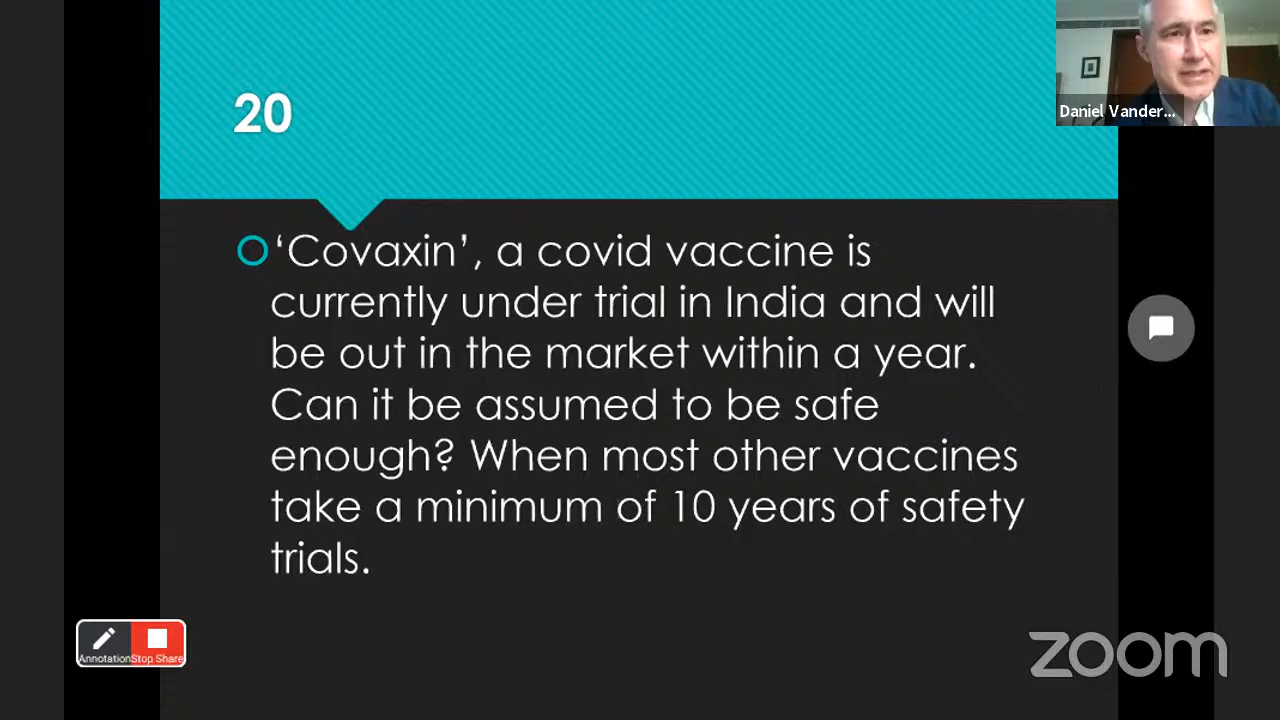 20
Daniel Vander...
‘Covaxin’, a covid vaccine is
currently under trial in India and will
be out in the market within a year.
Can it be assumed to be safe
enough? When most other vaccines
take a minimum of 10 years of safety
trials.
Annotation Stop Share
zoom